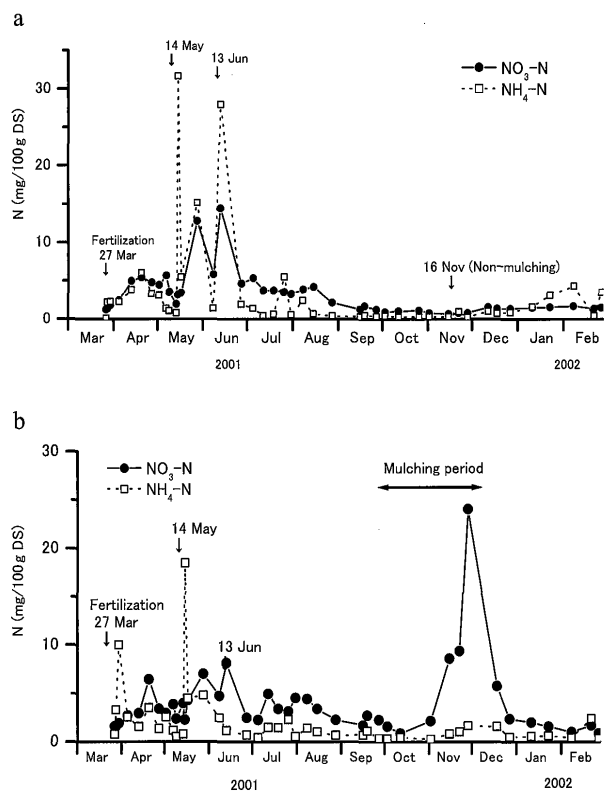 a
14 May
13 Jun
NO3-N
NH4-N
30
20
10
0
N (mg/100g DS)
Fertilization
27 Mar
16 Nov (Non-mulching)
Mar Apr May Jun Jul Aug Sep Oct Nov Dec Jan Feb
2001 2002
b
30
20
10
0
N (mg/100g DS)
NO3-N
NH4-N
Mulching period
14 May
Fertilization
27 Mar
13 Jun
Mar Apr May Jun Jul Aug Sep Oct Nov Dec Jan Feb
2001 2002